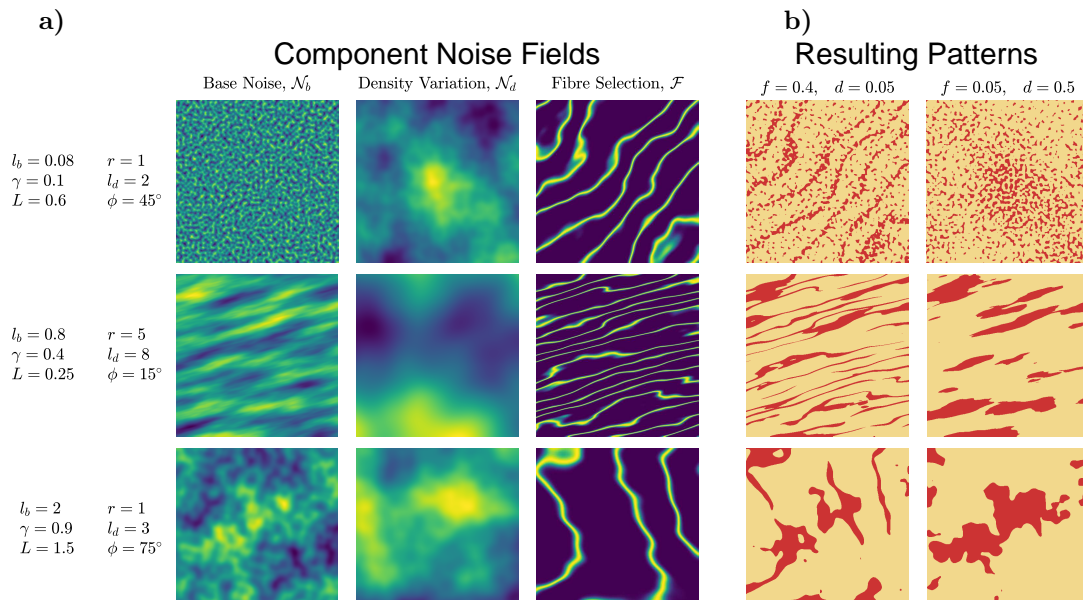 a)
b)
Component Noise Fields
Resulting Patterns
Base Noise, 𝒩_b
Density Variation, 𝒩_d
Fibre Selection, ℱ
f = 0.4, d = 0.05
f = 0.05, d = 0.5
l_b = 0.08 r = 1
γ = 0.1 l_d = 2
L = 0.6 ϕ = 45°
l_b = 0.8 r = 5
γ = 0.4 l_d = 8
L = 0.25 ϕ = 15°
l_b = 2 r = 1
γ = 0.9 l_d = 3
L = 1.5 ϕ = 75°